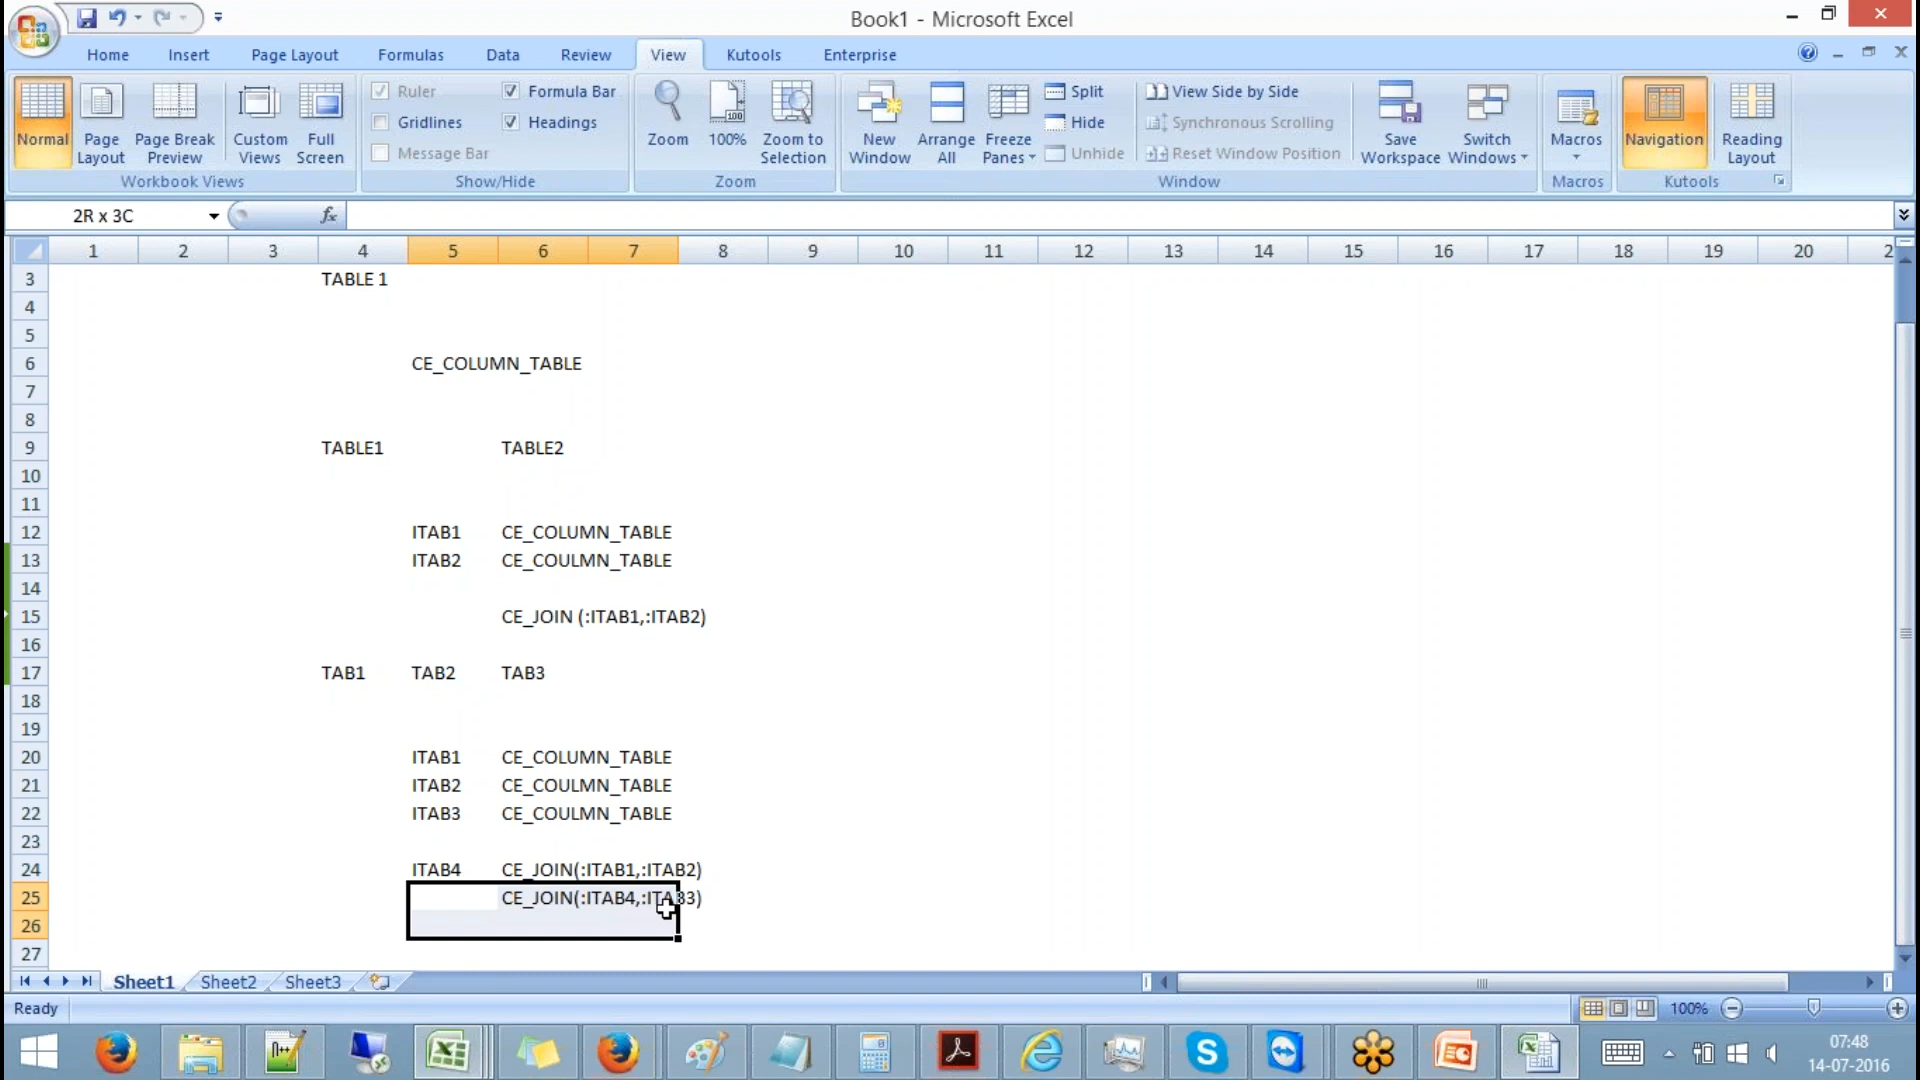 Book1 - Microsoft Excel
Home Insert Page Layout Formulas Data Review View Kutools Enterprise
Ruler Formula Bar Split View Side by Side
Gridlines Headings Hide Synchronous Scrolling
Message Bar Unhide Reset Window Position
Normal Page Layout Page Break Preview Custom Views Full Screen Zoom 100% Zoom to Selection New Window Arrange All Freeze Panes Save Workspace Switch Windows Macros Navigation Reading Layout
Workbook Views Show/Hide Zoom Window Macros Kutools
2R x 3C fx
1 2 3 4 5 6 7 8 9 10 11 12 13 14 15 16 17 18 19 20 2
3 TABLE 1
4
5
6 CE_COLUMN_TABLE
7
8
9 TABLE1 TABLE2
10
11
12 ITAB1 CE_COLUMN_TABLE
13 ITAB2 CE_COULMN_TABLE
14
15 CE_JOIN (:ITAB1,:ITAB2)
16
17 TAB1 TAB2 TAB3
18
19
20 ITAB1 CE_COLUMN_TABLE
21 ITAB2 CE_COULMN_TABLE
22 ITAB3 CE_COULMN_TABLE
23
24 ITAB4 CE_JOIN(:ITAB1,:ITAB2)
25 CE_JOIN(:ITAB4,:ITAB3)
26
27
Sheet1 Sheet2 Sheet3
Ready 100%
07:48
14-07-2016